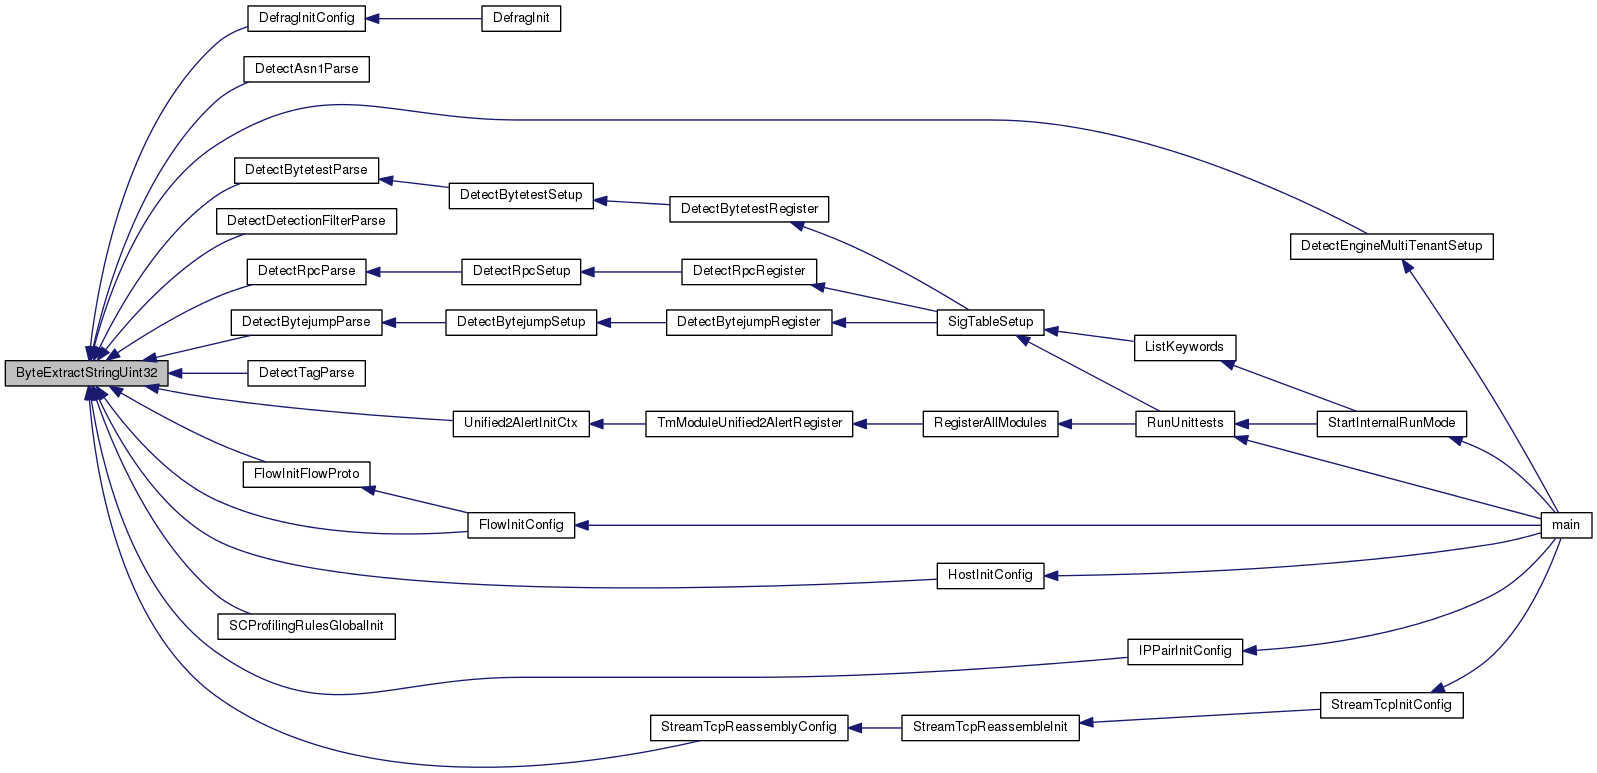 DefragInitConfig
DefragInit
DetectAsn1Parse
DetectBytetestParse
DetectBytetestSetup
DetectBytetestRegister
DetectDetectionFilterParse
DetectEngineMultiTenantSetup
DetectRpcParse
DetectRpcSetup
DetectRpcRegister
DetectBytejumpParse
DetectBytejumpSetup
DetectBytejumpRegister
SigTableSetup
ListKeywords
ByteExtractStringUint32
DetectTagParse
Unified2AlertInitCtx
TmModuleUnified2AlertRegister
RegisterAllModules
RunUnittests
StartInternalRunMode
FlowInitFlowProto
FlowInitConfig
main
HostInitConfig
SCProfilingRulesGlobalInit
IPPairInitConfig
StreamTcpReassemblyConfig
StreamTcpReassembleInit
StreamTcpInitConfig